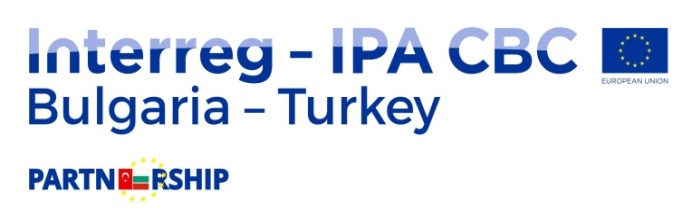 Interreg - IPA CBC
EUROPEAN UNION
Bulgaria – Turkey
PARTNERSHIP